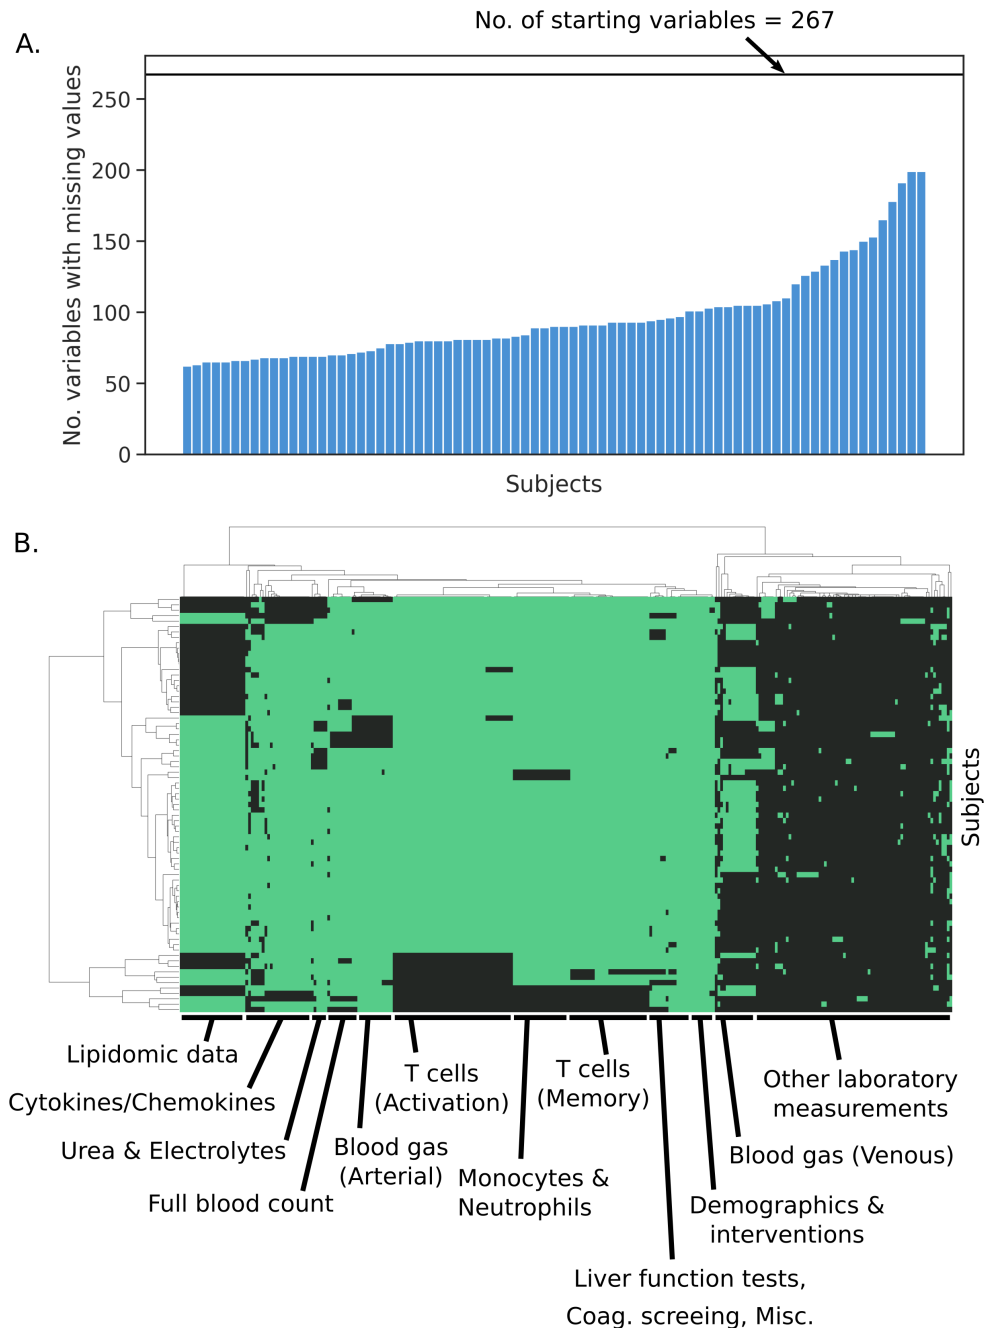 No. of starting variables = 267
A.
No. variables with missing values
250
200
150
100
50
0
Subjects
B.
Subjects
Lipidomic data
Cytokines/Chemokines
Urea & Electrolytes
Full blood count
Blood gas
(Arterial)
T cells
(Activation)
Monocytes &
Neutrophils
T cells
(Memory)
Liver function tests,
Coag. screeing, Misc.
Demographics &
interventions
Blood gas (Venous)
Other laboratory
measurements